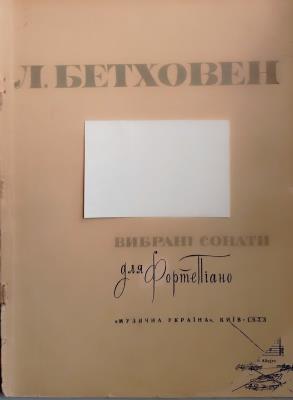 Л. БЕТХОВЕН
ВИБРАНІ СОНАТИ
для Фортепіано
«МУЗИЧНА УКРАЇНА», КИЇВ-1973